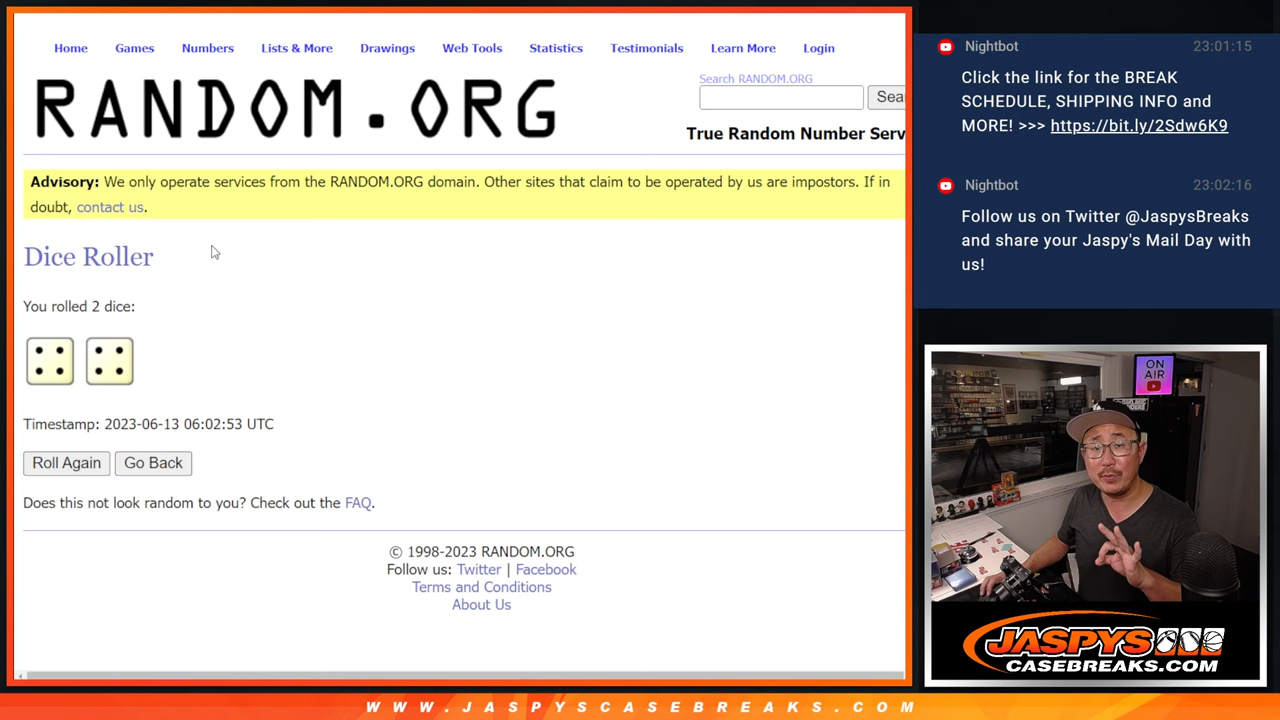 Home Games Numbers Lists & More Drawings Web Tools Statistics Testimonials Learn More Login
RANDOM.ORG
Search RANDOM.ORG
Sea
True Random Number Serv
Advisory: We only operate services from the RANDOM.ORG domain. Other sites that claim to be operated by us are impostors. If in
doubt, contact us.
Dice Roller
You rolled 2 dice:
Timestamp: 2023-06-13 06:02:53 UTC
Roll Again Go Back
Does this not look random to you? Check out the FAQ.
© 1998-2023 RANDOM.ORG
Follow us: Twitter | Facebook
Terms and Conditions
About Us
Nightbot 23:01:15
Click the link for the BREAK
SCHEDULE, SHIPPING INFO and
MORE! >>> https://bit.ly/2Sdw6K9
Nightbot 23:02:16
Follow us on Twitter @JaspysBreaks
and share your Jaspy's Mail Day with
us!
ON
AIR
JASPYS
CASEBREAKS.COM
WWW.JASPYSCASEBREAKS.COM